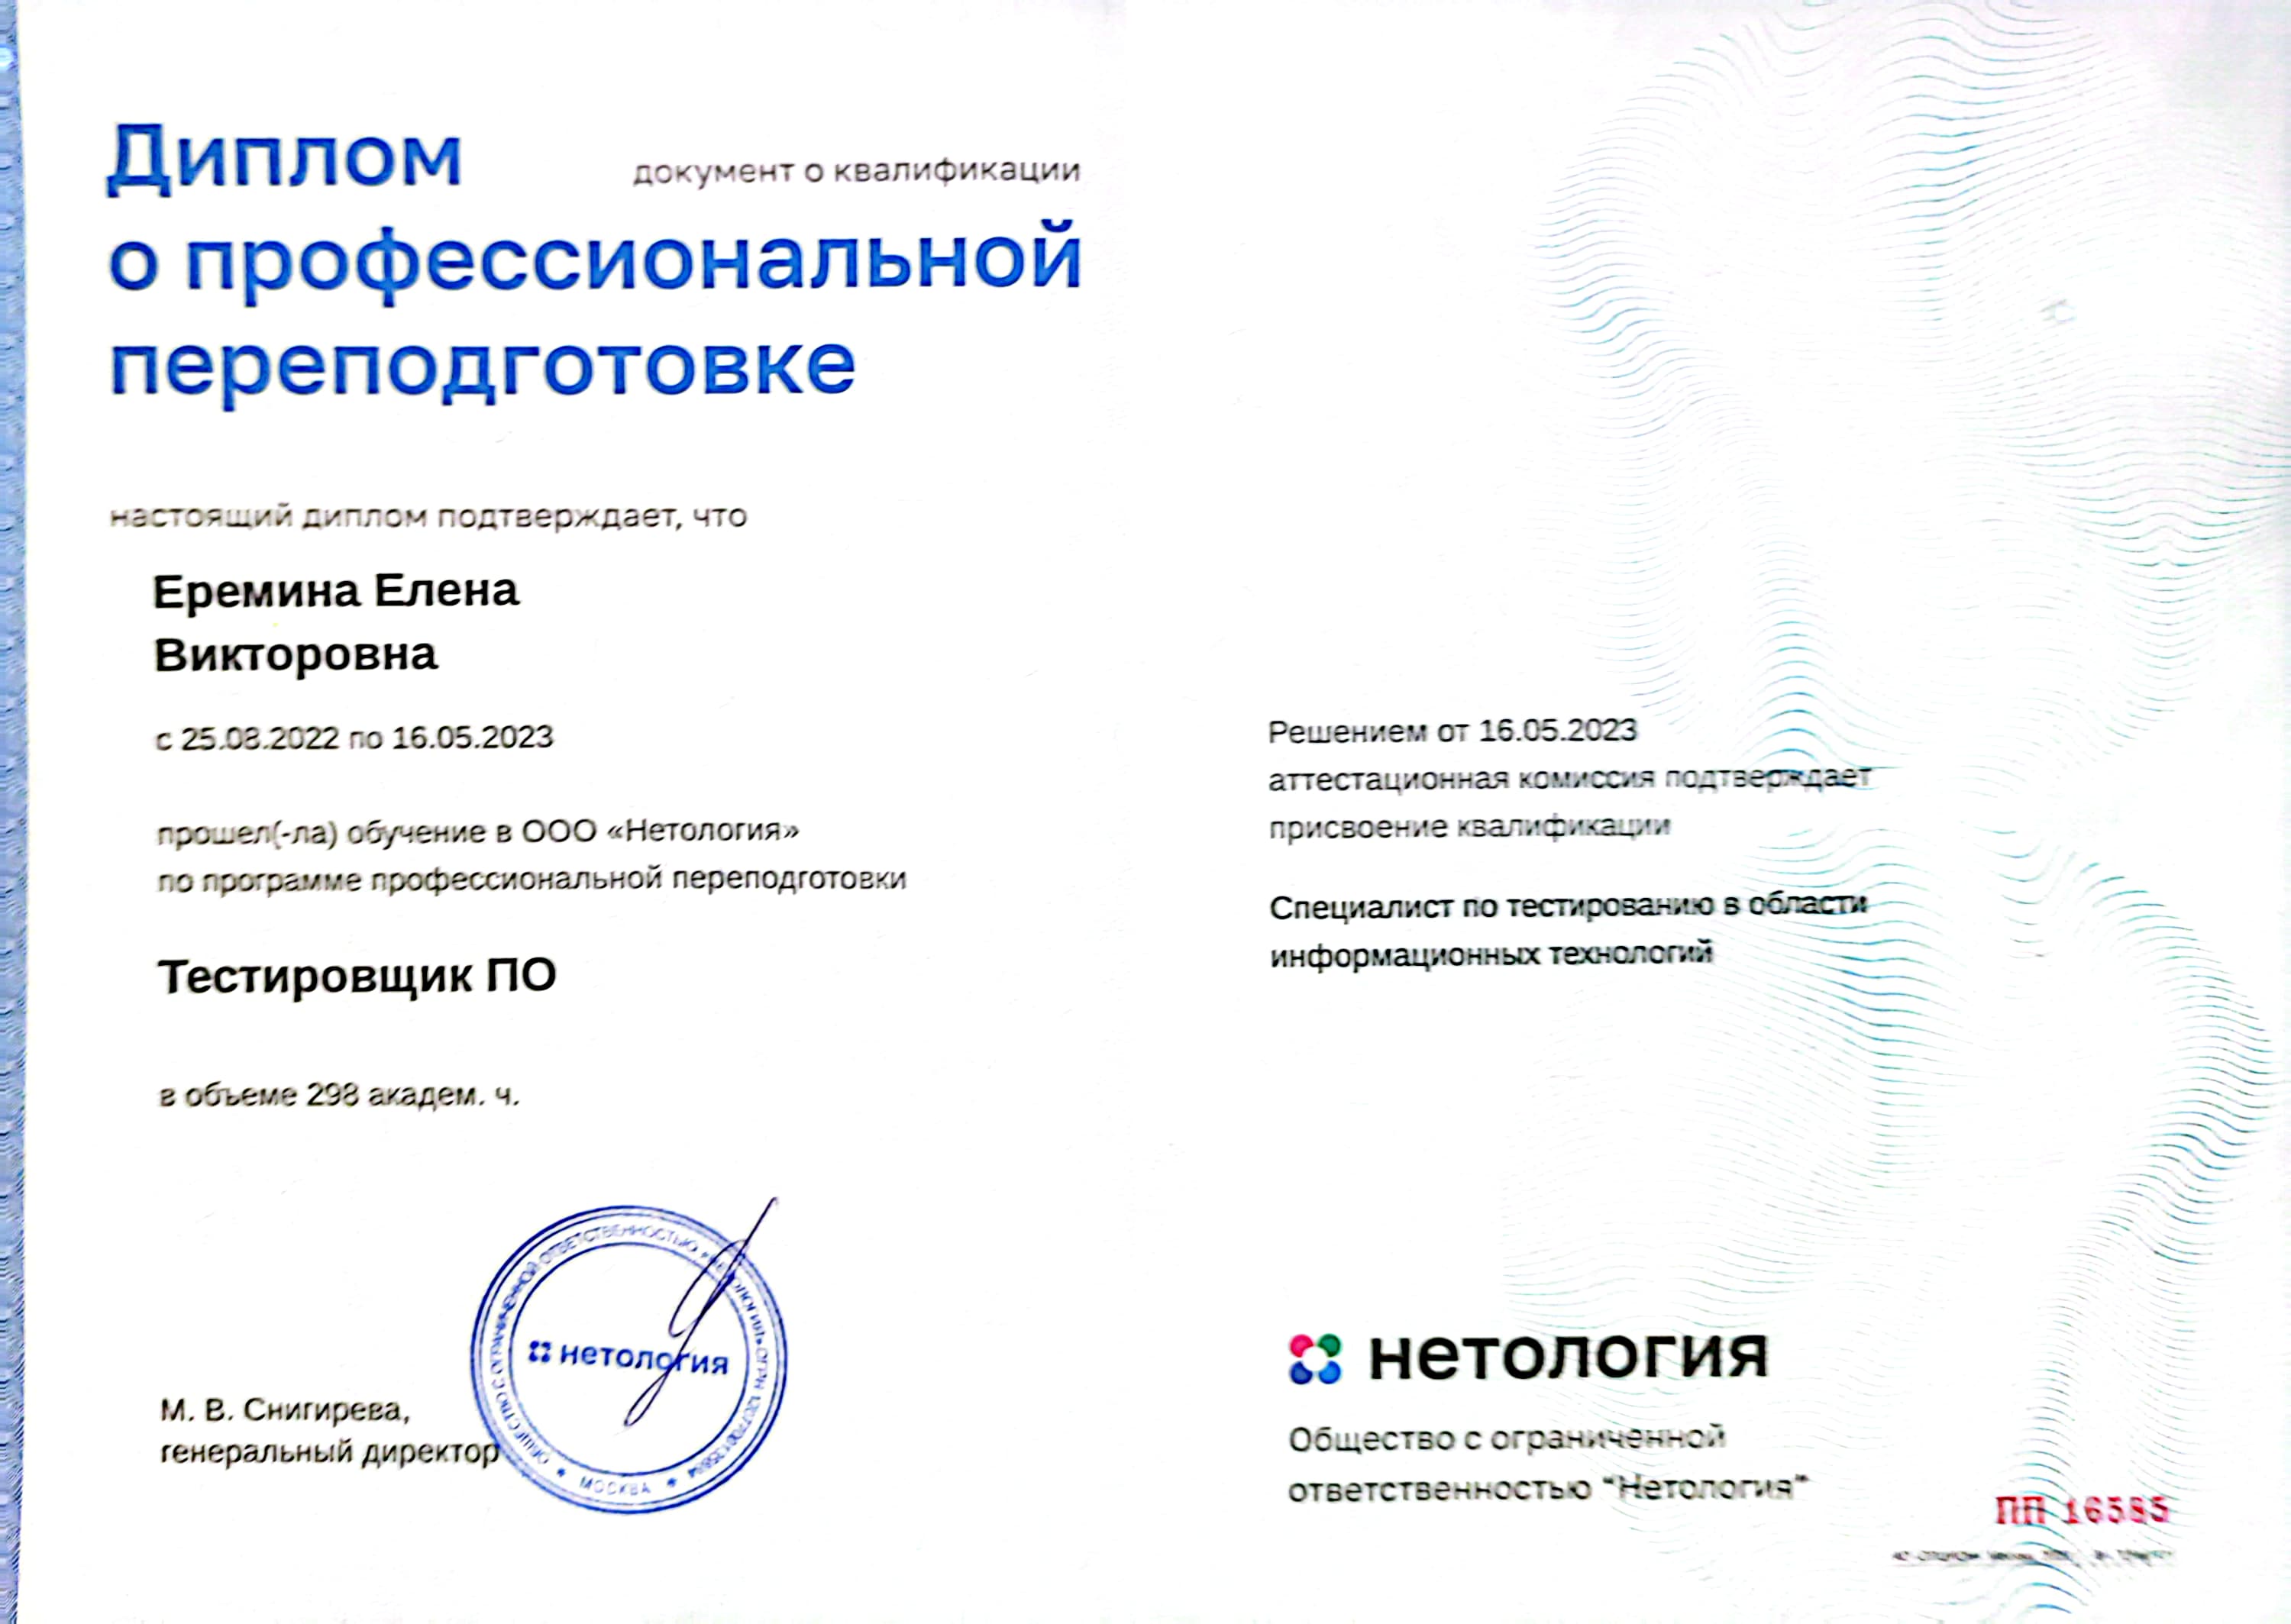 Диплом
документ о квалификации
о профессиональной
переподготовке
настоящий диплом подтверждает, что
Еремина Елена
Викторовна
с 25.08.2022 по 16.05.2023
прошел(-ла) обучение в ООО «Нетология»
по программе профессиональной переподготовки
Тестировщик ПО
в объеме 298 академ. ч.
ОБЩЕСТВО С ОГРАНИЧЕННОЙ ОТВЕТСТВЕННОСТЬЮ «НЕТОЛОГИЯ» ОГРН
МОСКВА
нетология
М. В. Снигирева,
генеральный директор
Решением от 16.05.2023
аттестационная комиссия подтверждает
присвоение квалификации
Специалист по тестированию в области
информационных технологий
нетология
Общество с ограниченной
ответственностью "Нетология"
ПП 16585